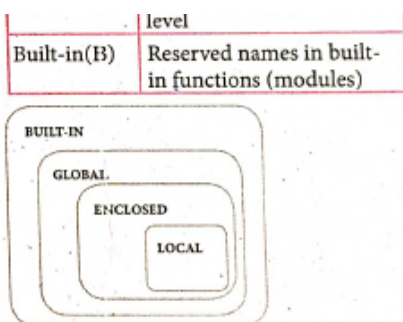 level
Built-in(B)
Reserved names in built-
in functions (modules)
BUILT-IN
GLOBAL
ENCLOSED
LOCAL